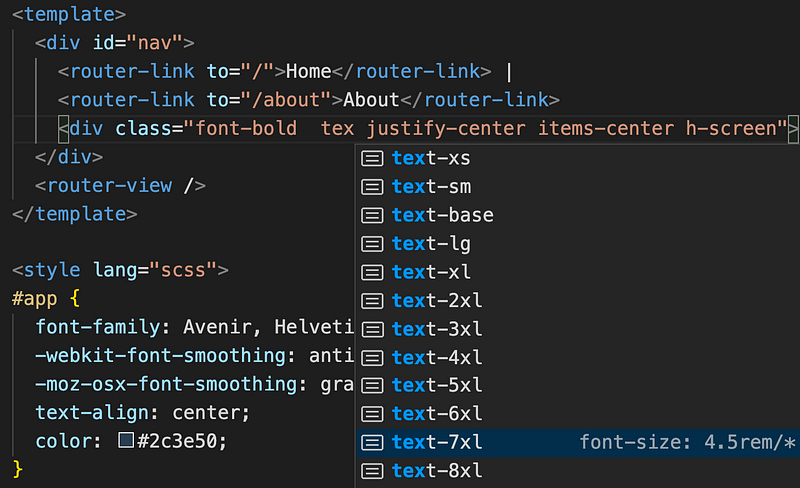 <template>
<div id="nav">
<router-link to="/">Home</router-link> |
<router-link to="/about">About</router-link>
<div class="font-bold  tex justify-center items-center h-screen">
</div>
<router-view />
</template>
<style lang="scss">
#app {
font-family: Avenir, Helveti
-webkit-font-smoothing: anti
-moz-osx-font-smoothing: gra
text-align: center;
color: #2c3e50;
}
text-xs
text-sm
text-base
text-lg
text-xl
text-2xl
text-3xl
text-4xl
text-5xl
text-6xl
text-7xl font-size: 4.5rem/*
text-8xl